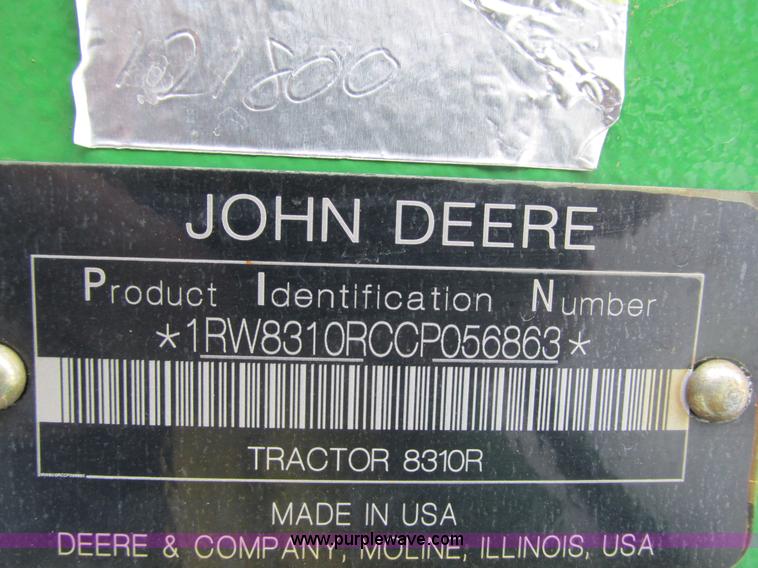 121800
JOHN DEERE
Product Identification Number
*1RW8310RCCP056863*
TRACTOR 8310R
MADE IN USA
DEERE & COMPANY, MOLINE, ILLINOIS, USA
www.purplewave.com